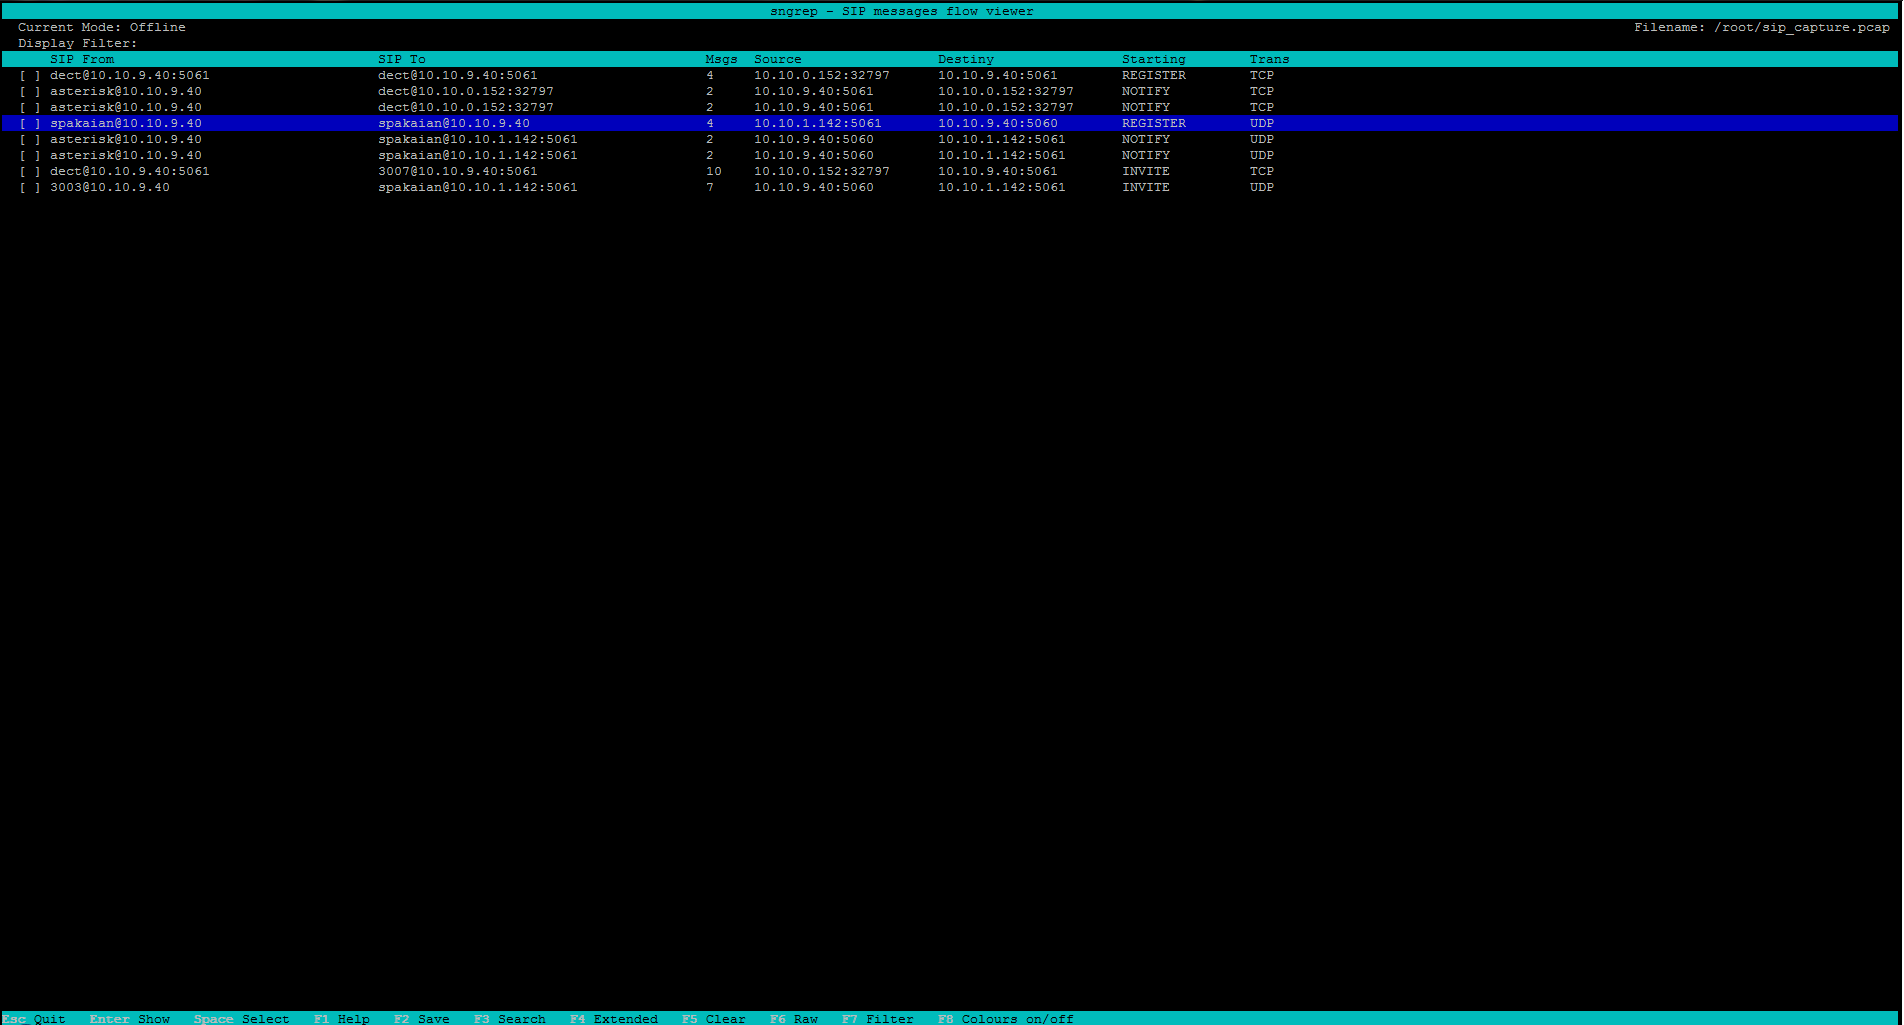 sngrep - SIP messages flow viewer
Current Mode: Offline Filename: /root/sip_capture.pcap
Display Filter:
SIP From SIP To Msgs Source Destiny Starting Trans
[ ] dect@10.10.9.40:5061 dect@10.10.9.40:5061 4 10.10.0.152:32797 10.10.9.40:5061 REGISTER TCP
[ ] asterisk@10.10.9.40 dect@10.10.0.152:32797 2 10.10.9.40:5061 10.10.0.152:32797 NOTIFY TCP
[ ] asterisk@10.10.9.40 dect@10.10.0.152:32797 2 10.10.9.40:5061 10.10.0.152:32797 NOTIFY TCP
[ ] spakaian@10.10.9.40 spakaian@10.10.9.40 4 10.10.1.142:5061 10.10.9.40:5060 REGISTER UDP
[ ] asterisk@10.10.9.40 spakaian@10.10.1.142:5061 2 10.10.9.40:5060 10.10.1.142:5061 NOTIFY UDP
[ ] asterisk@10.10.9.40 spakaian@10.10.1.142:5061 2 10.10.9.40:5060 10.10.1.142:5061 NOTIFY UDP
[ ] dect@10.10.9.40:5061 3007@10.10.9.40:5061 10 10.10.0.152:32797 10.10.9.40:5061 INVITE TCP
[ ] 3003@10.10.9.40 spakaian@10.10.1.142:5061 7 10.10.9.40:5060 10.10.1.142:5061 INVITE UDP
Esc Quit Enter Show Space Select F1 Help F2 Save F3 Search F4 Extended F5 Clear F6 Raw F7 Filter F8 Colours on/off